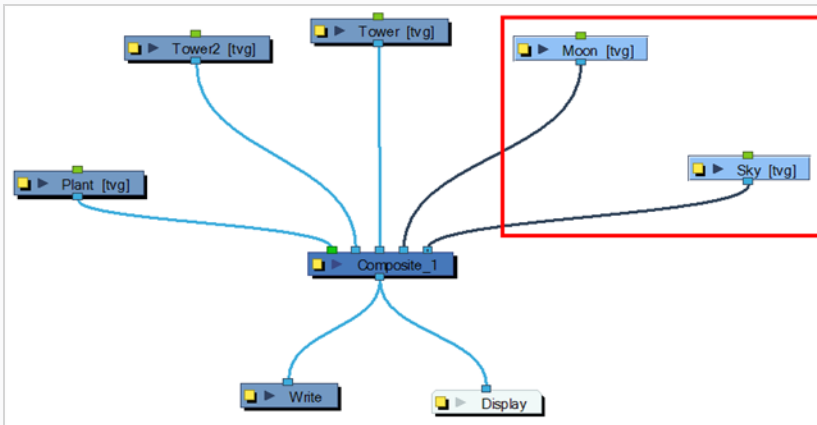 Tower2 [tvg]
Tower [tvg]
Moon [tvg]
Plant [tvg]
Sky [tvg]
Composite_1
Write
Display